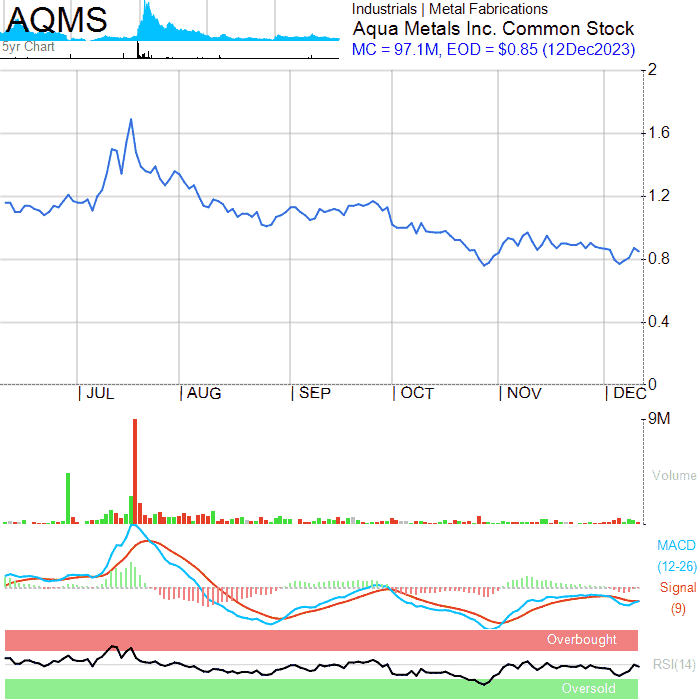 AQMS
5yr Chart
Industrials | Metal Fabrications
Aqua Metals Inc. Common Stock
MC = 97.1M, EOD = $0.85 (12Dec2023)
2
1.6
1.2
0.8
0.4
0
| JUL | AUG | SEP | OCT | NOV | DEC
9M
Volume
MACD
(12-26)
Signal
(9)
Overbought
RSI(14)
Oversold